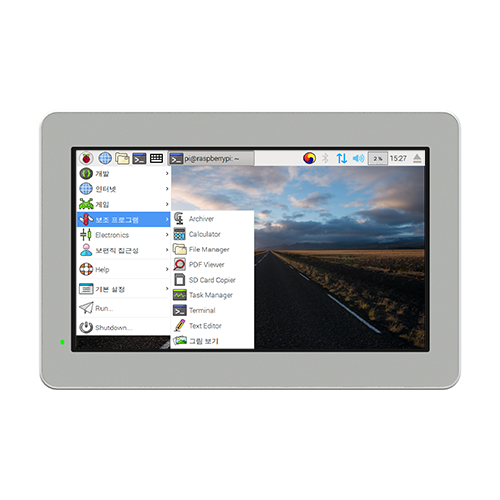 pi@raspberrypi: ~
2 %
15:27
개발
인터넷
게임
보조 프로그램
Electronics
보편적 접근성
Help
기본 설정
Run...
Shutdown...
Archiver
Calculator
File Manager
PDF Viewer
SD Card Copier
Task Manager
Terminal
Text Editor
그림 보기